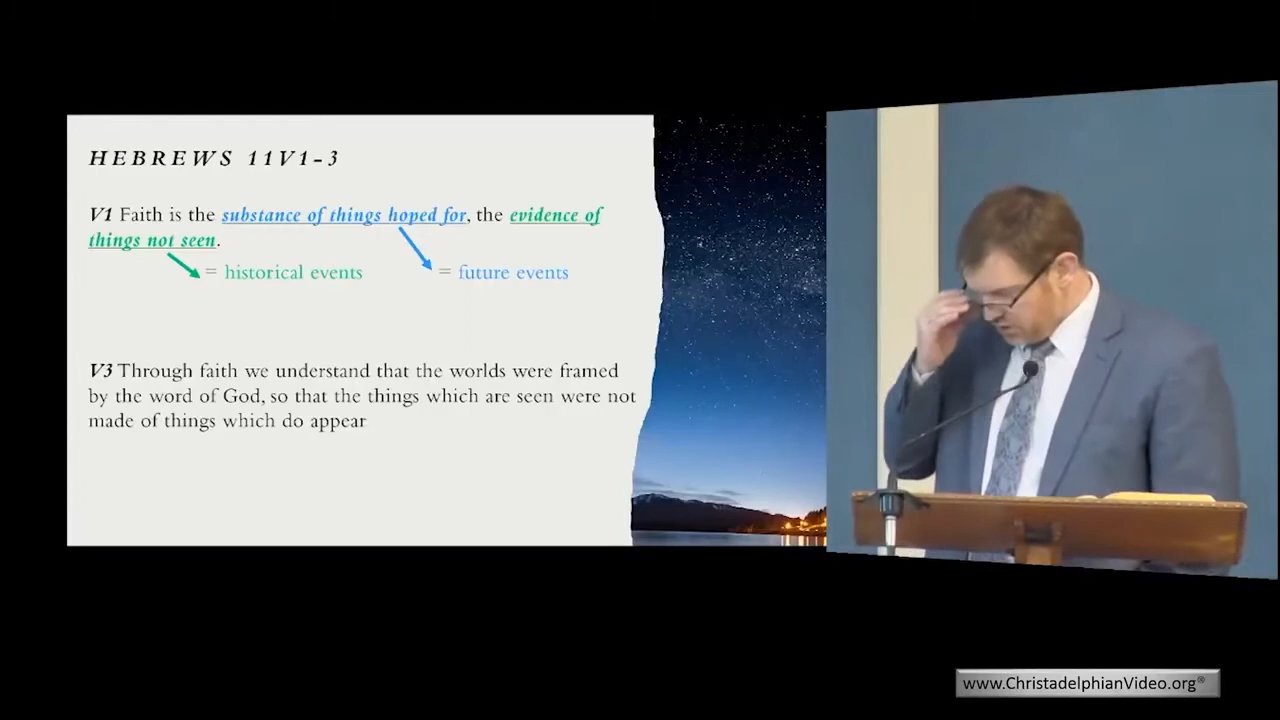 HEBREWS 11V1-3
V1 Faith is the substance of things hoped for, the evidence of
things not seen.
= historical events
= future events
V3 Through faith we understand that the worlds were framed
by the word of God, so that the things which are seen were not
made of things which do appear
www.ChristadelphianVideo.org®